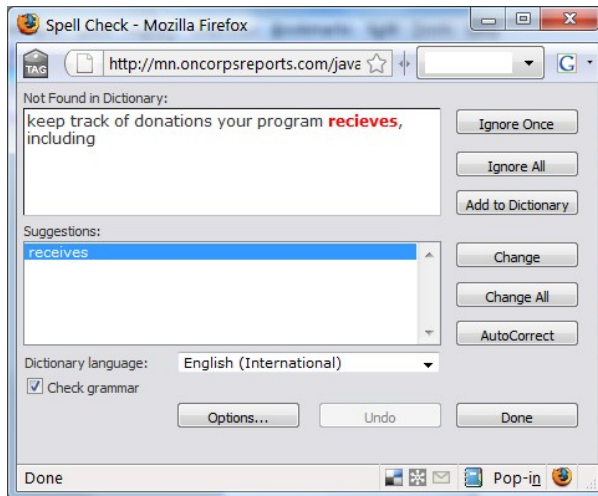 Spell Check - Mozilla Firefox
TAG http://mn.oncorpsreports.com/java G
Not Found in Dictionary:
keep track of donations your program recieves,
including
Ignore Once
Ignore All
Add to Dictionary
Suggestions:
receives
Change
Change All
AutoCorrect
Dictionary language: English (International)
Check grammar
Options... Undo Done
Done Pop-in